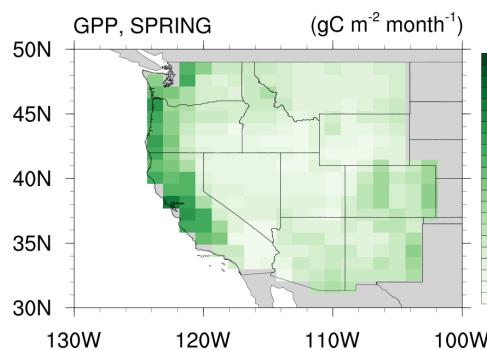 GPP, SPRING (gC m⁻² month⁻¹)
50N
45N
40N
35N
30N
130W 120W 110W 100W